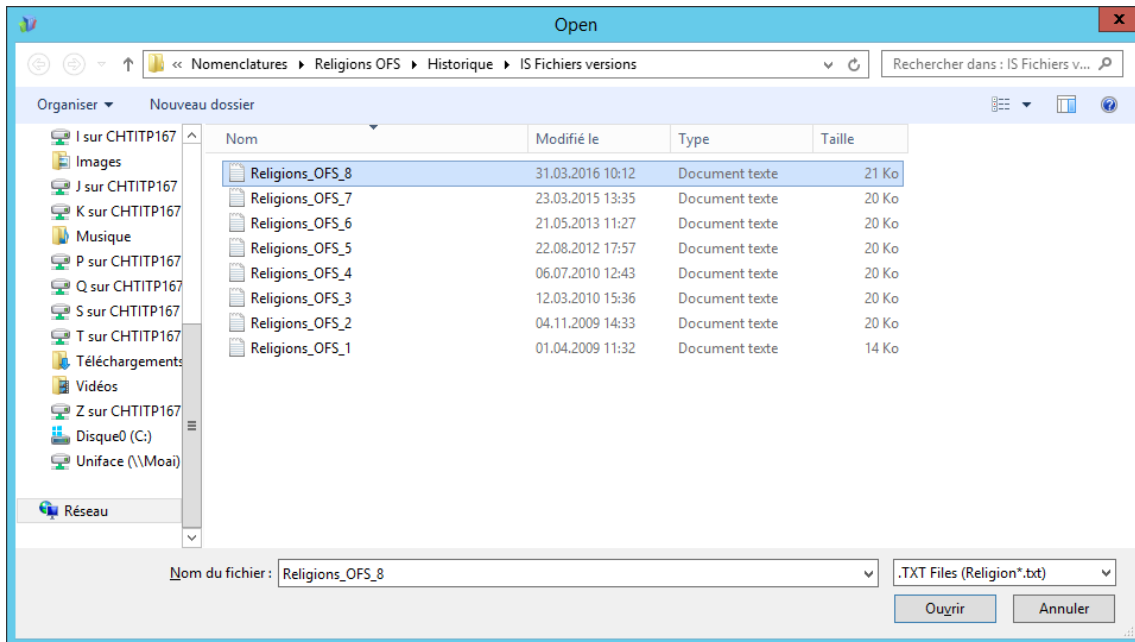 Open
x
« Nomenclatures Religions OFS Historique IS Fichiers versions
Rechercher dans : IS Fichiers v...
Organiser Nouveau dossier
Nom Modifié le Type Taille
I sur CHTITP167
Images
J sur CHTITP167
K sur CHTITP167
Musique
P sur CHTITP167
Q sur CHTITP167
S sur CHTITP167
T sur CHTITP167
Téléchargements
Vidéos
Z sur CHTITP167
Disque0 (C:)
Uniface (\\Moai)
Réseau
Religions_OFS_8 31.03.2016 10:12 Document texte 21 Ko
Religions_OFS_7 23.03.2015 13:35 Document texte 20 Ko
Religions_OFS_6 21.05.2013 11:27 Document texte 20 Ko
Religions_OFS_5 22.08.2012 17:57 Document texte 20 Ko
Religions_OFS_4 06.07.2010 12:43 Document texte 20 Ko
Religions_OFS_3 12.03.2010 15:36 Document texte 20 Ko
Religions_OFS_2 04.11.2009 14:33 Document texte 20 Ko
Religions_OFS_1 01.04.2009 11:32 Document texte 14 Ko
Nom du fichier : Religions_OFS_8 .TXT Files (Religion*.txt)
Ouvrir Annuler